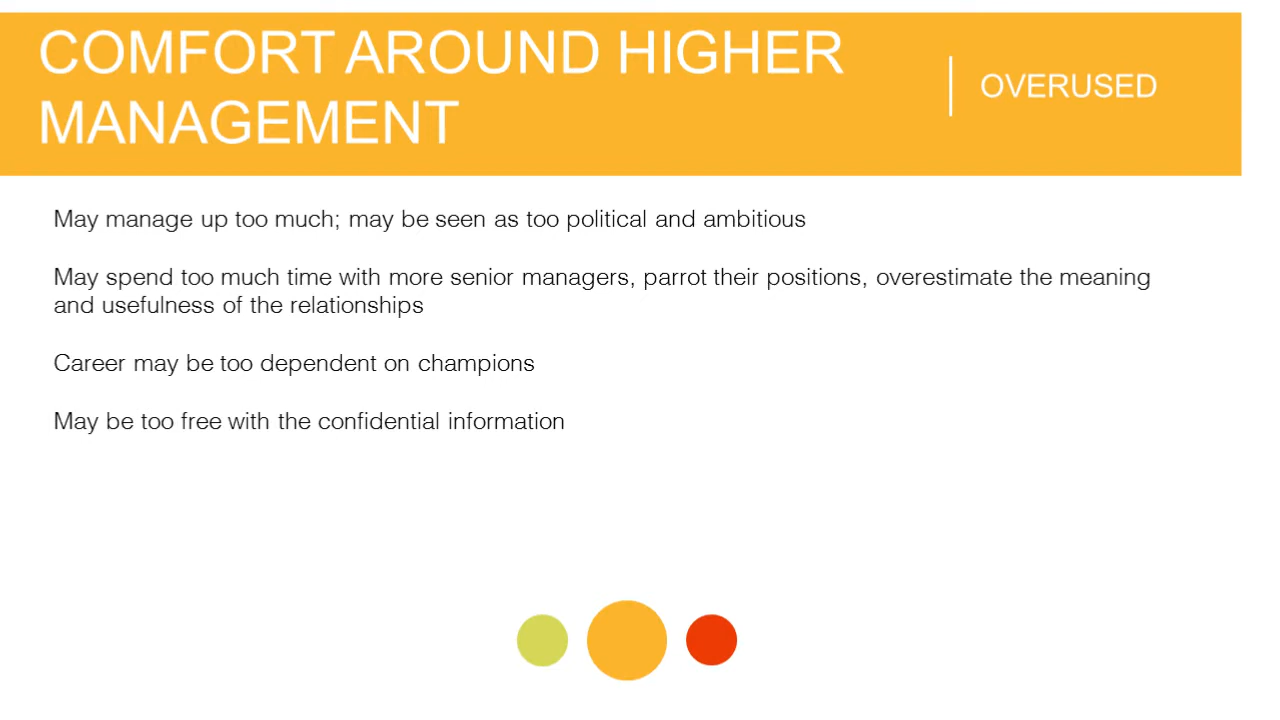 COMFORT AROUND HIGHER
MANAGEMENT
OVERUSED
May manage up too much; may be seen as too political and ambitious
May spend too much time with more senior managers, parrot their positions, overestimate the meaning
and usefulness of the relationships
Career may be too dependent on champions
May be too free with the confidential information